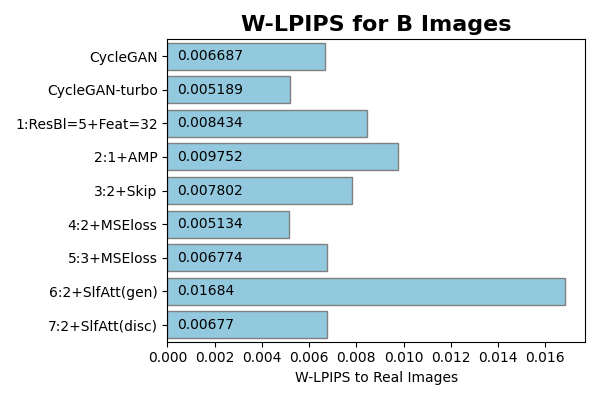 W-LPIPS for B Images
CycleGAN 0.006687
CycleGAN-turbo 0.005189
1:ResBl=5+Feat=32 0.008434
2:1+AMP 0.009752
3:2+Skip 0.007802
4:2+MSEloss 0.005134
5:3+MSEloss 0.006774
6:2+SlfAtt(gen) 0.01684
7:2+SlfAtt(disc) 0.00677
0.000 0.002 0.004 0.006 0.008 0.010 0.012 0.014 0.016
W-LPIPS to Real Images